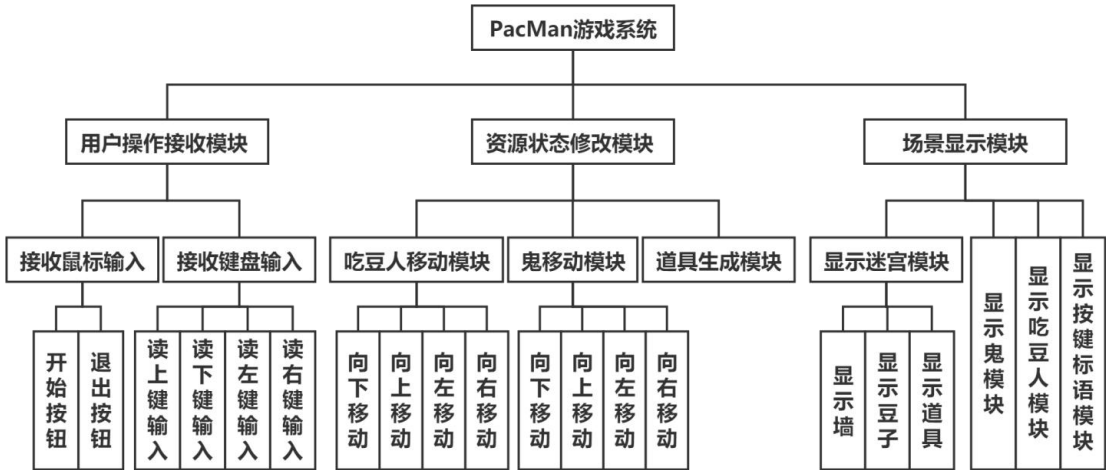 PacMan游戏系统
用户操作接收模块
资源状态修改模块
场景显示模块
接收鼠标输入
接收键盘输入
吃豆人移动模块
鬼移动模块
道具生成模块
显示迷宫模块
显示鬼模块
显示吃豆人模块
显示按键标语模块
开始按钮
退出按钮
读上键输入
读下键输入
读左键输入
读右键输入
向下移动
向上移动
向左移动
向右移动
向下移动
向上移动
向左移动
向右移动
显示墙
显示豆子
显示道具